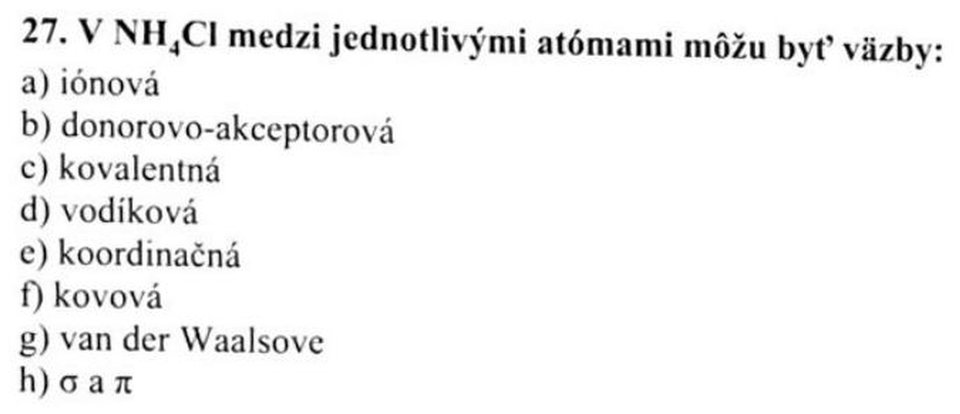 27. V NH₄Cl medzi jednotlivými atómami môžu byť väzby:
a) iónová
b) donorovo-akceptorová
c) kovalentná
d) vodíková
e) koordinačná
f) kovová
g) van der Waalsove
h) σ a π